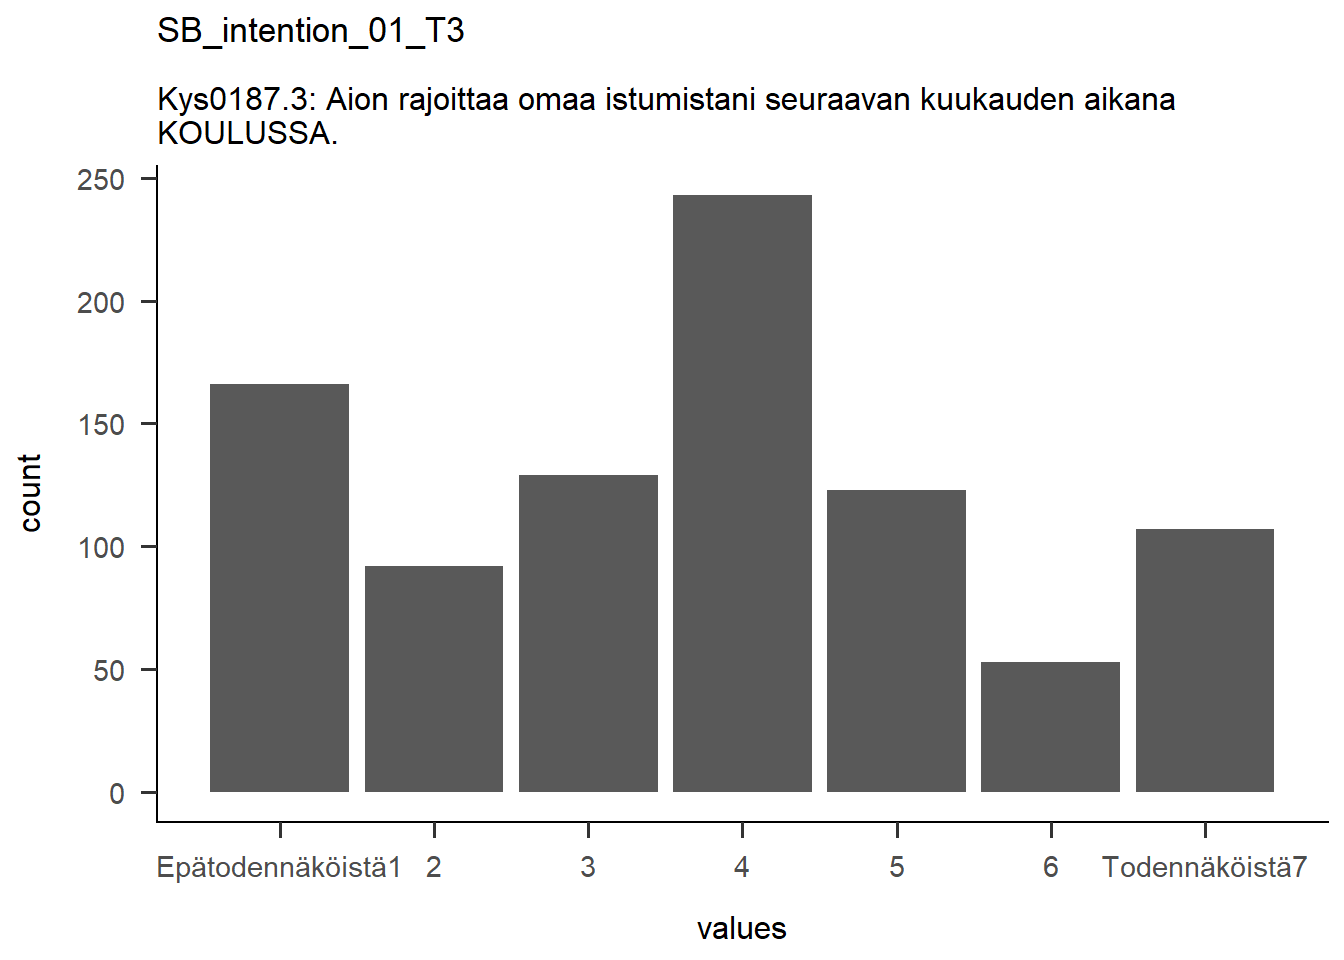 SB_intention_01_T3
Kys0187.3: Aion rajoittaa omaa istumistani seuraavan kuukauden aikana
KOULUSSA.
250
200
150
100
50
0
count
Epätodennäköistä1 2 3 4 5 6 Todennäköistä7
values